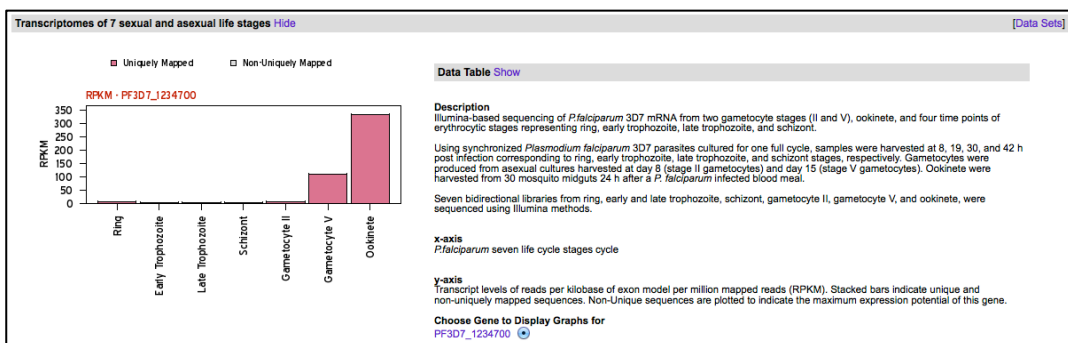 Transcriptomes of 7 sexual and asexual life stages Hide
[Data Sets]
Uniquely Mapped
Non-Uniquely Mapped
RPKM - PF3D7_1234700
350
300
250
200
150
100
50
0
RPKM
Ring
Early Trophozoite
Late Trophozoite
Schizont
Gametocyte II
Gametocyte V
Ookinete
Data Table Show
Description
Illumina-based sequencing of P.falciparum 3D7 mRNA from two gametocyte stages (II and V), ookinete, and four time points of
erythrocytic stages representing ring, early trophozoite, late trophozoite, and schizont.
Using synchronized Plasmodium falciparum 3D7 parasites cultured for one full cycle, samples were harvested at 8, 19, 30, and 42 h
post infection corresponding to ring, early trophozoite, late trophozoite, and schizont stages, respectively. Gametocytes were
produced from asexual cultures harvested at day 8 (stage II gametocytes) and day 15 (stage V gametocytes). Ookinete were
harvested from 30 mosquito midguts 24 h after a P. falciparum infected blood meal.
Seven bidirectional libraries from ring, early and late trophozoite, schizont, gametocyte II, gametocyte V, and ookinete, were
sequenced using Illumina methods.
x-axis
P.falciparum seven life cycle stages cycle
y-axis
Transcript levels of reads per kilobase of exon model per million mapped reads (RPKM). Stacked bars indicate unique and
non-uniquely mapped sequences. Non-Unique sequences are plotted to indicate the maximum expression potential of this gene.
Choose Gene to Display Graphs for
PF3D7_1234700